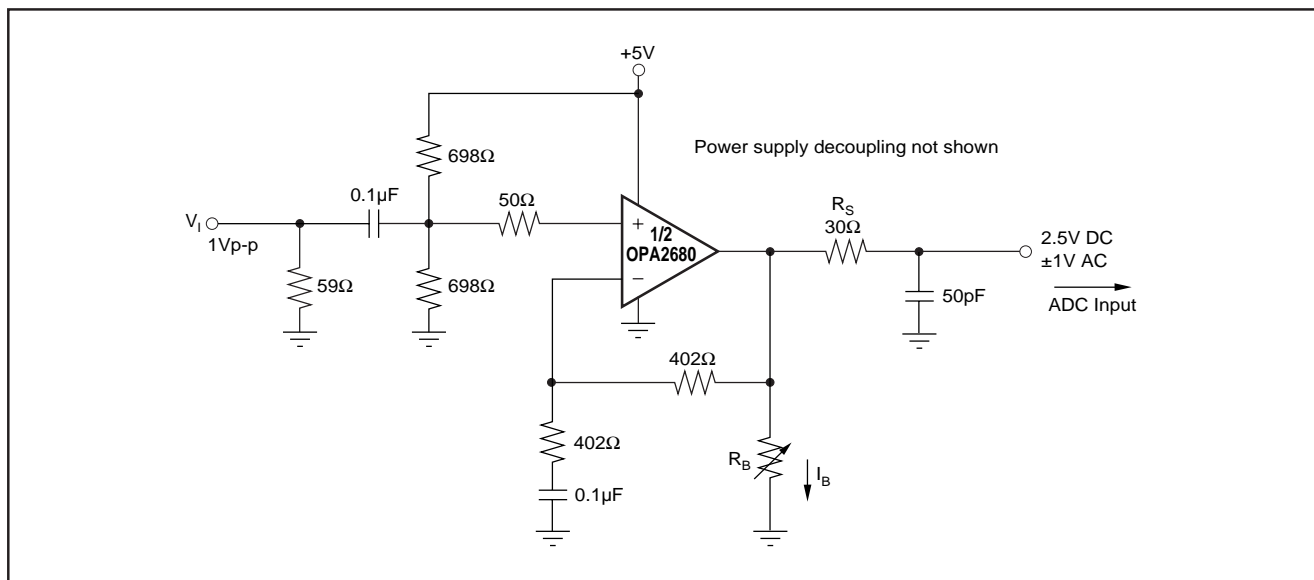 +5V
Power supply decoupling not shown
698Ω
0.1µF
50Ω
V_I
1Vp-p
59Ω
698Ω
+
1/2
OPA2680
–
R_S
30Ω
2.5V DC
±1V AC
ADC Input
50pF
402Ω
402Ω
0.1µF
R_B
I_B